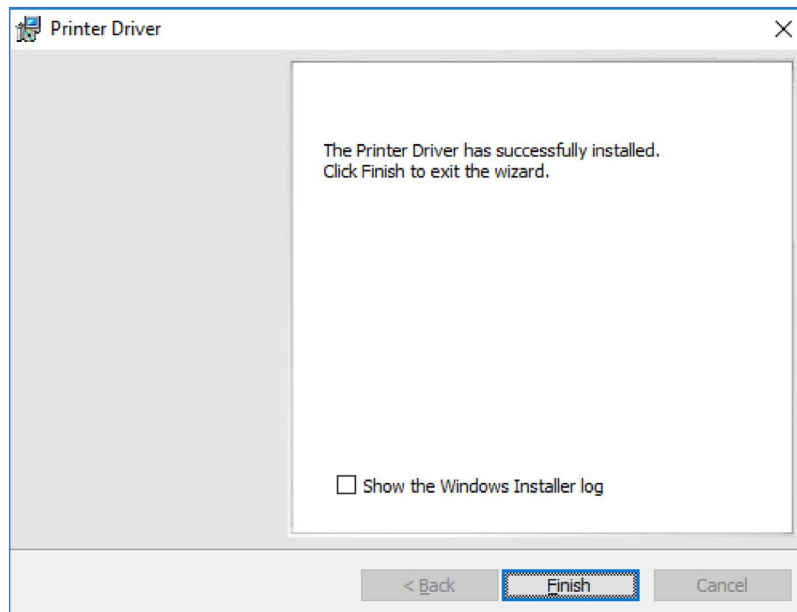 Printer Driver
The Printer Driver has successfully installed.
Click Finish to exit the wizard.
Show the Windows Installer log
< Back
Finish
Cancel